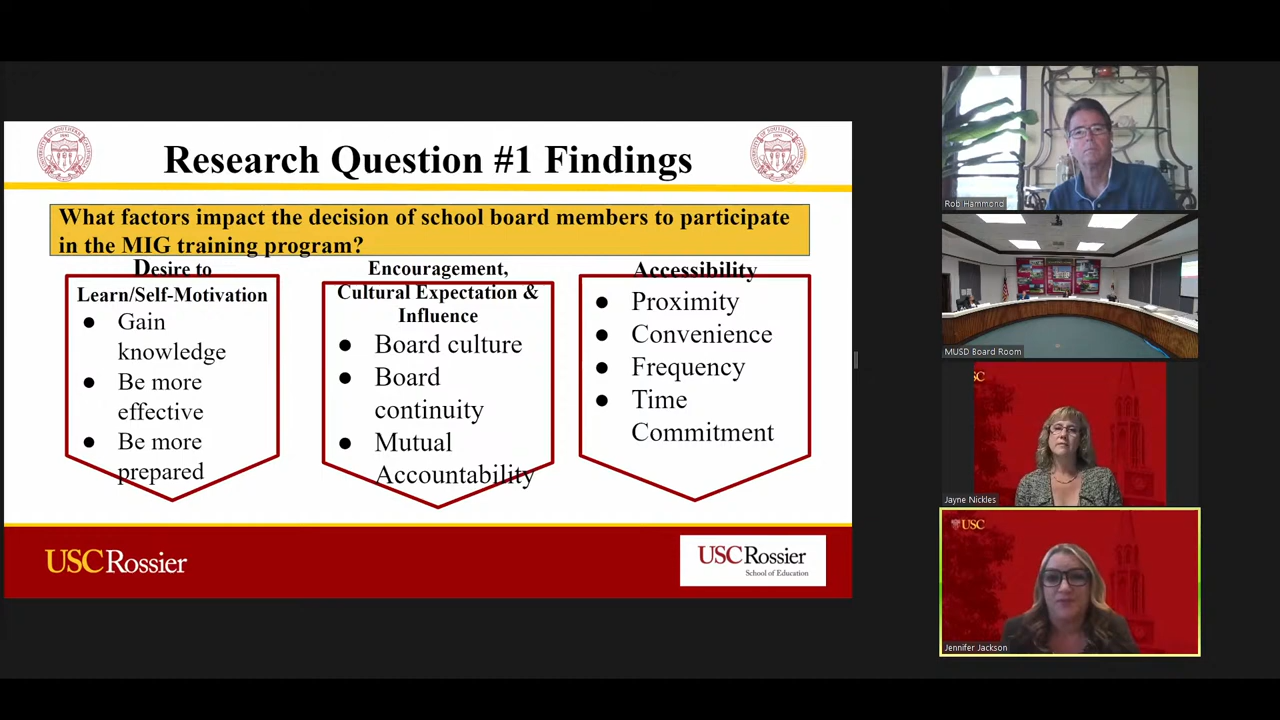 Research Question #1 Findings
What factors impact the decision of school board members to participate
in the MIG training program?
Desire to
Learn/Self-Motivation
● Gain
knowledge
● Be more
effective
● Be more
prepared
Encouragement,
Cultural Expectation &
Influence
● Board culture
● Board
continuity
● Mutual
Accountability
Accessibility
● Proximity
● Convenience
● Frequency
● Time
Commitment
USC Rossier
USC Rossier
School of Education
Rob Hammond
MUSD Board Room
SC
Jayne Nickles
USC
Jennifer Jackson